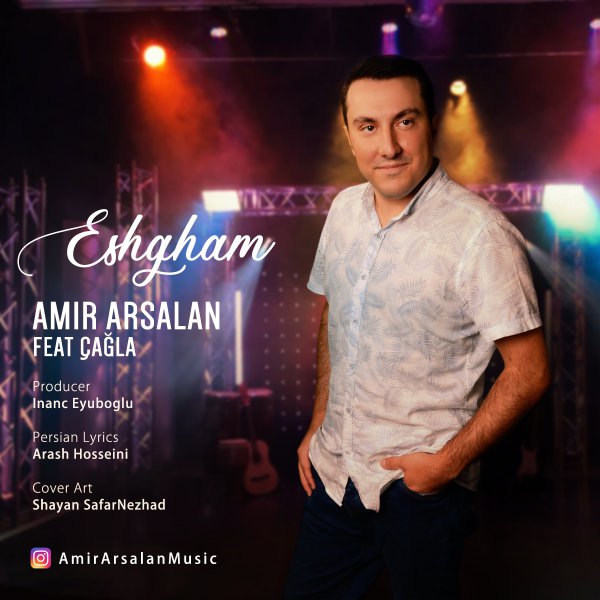 Eshgham
AMIR ARSALAN
FEAT ÇAĞLA
Producer
Inanc Eyuboglu
Persian Lyrics
Arash Hosseini
Cover Art
Shayan SafarNezhad
AmirArsalanMusic